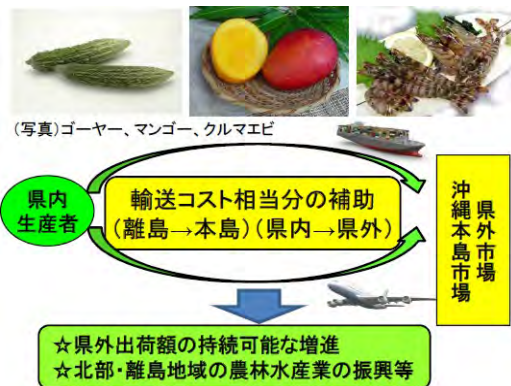 (写真)ゴーヤー、マンゴー、クルマエビ
県内
生産者
輸送コスト相当分の補助
(離島→本島)(県内→県外)
県外市場
沖縄本島市場
☆県外出荷額の持続可能な増進
☆北部・離島地域の農林水産業の振興等